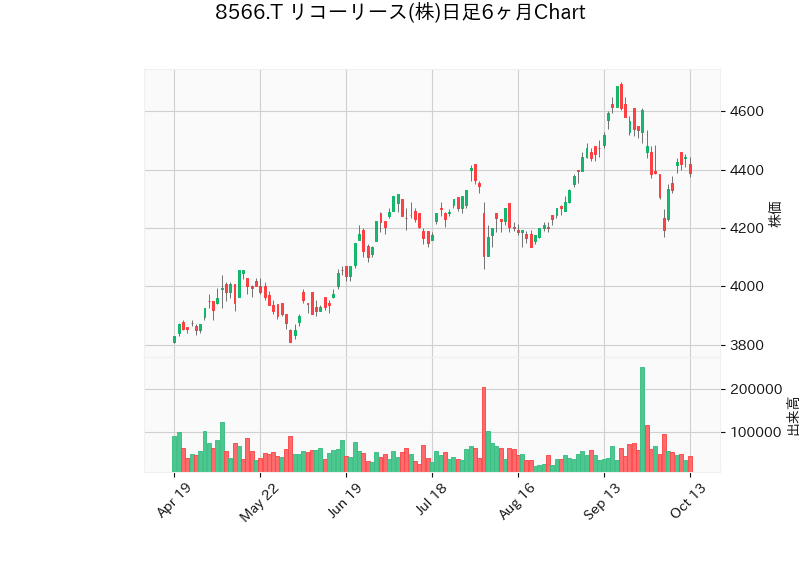 8566.T リコーリース(株)日足6ヶ月Chart
4600
4400
4200
4000
3800
株価
200000
100000
出来高
Apr 19
May 22
Jun 19
Jul 18
Aug 16
Sep 13
Oct 13